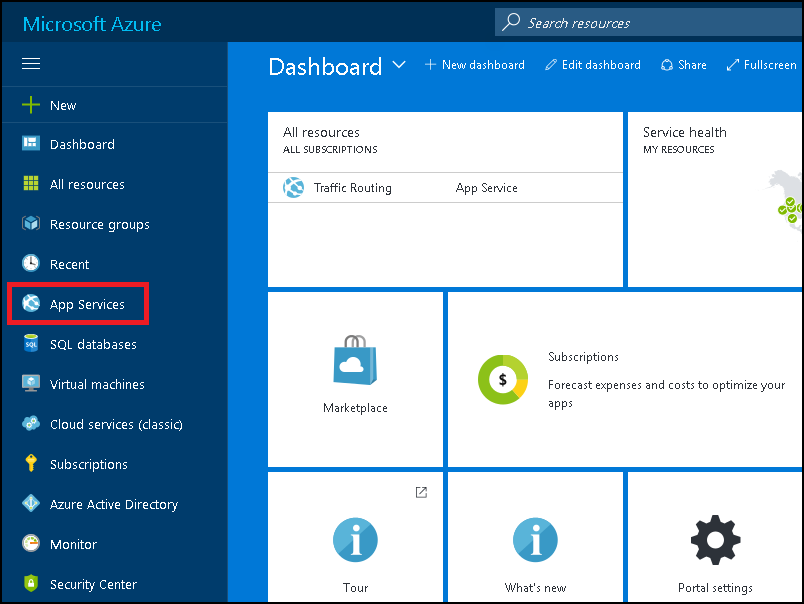 Microsoft Azure
Search resources
Dashboard
New dashboard
Edit dashboard
Share
Fullscreen
New
Dashboard
All resources
Resource groups
Recent
App Services
SQL
SQL databases
Virtual machines
Cloud services (classic)
Subscriptions
Azure Active Directory
Monitor
Security Center
All resources
ALL SUBSCRIPTIONS
Traffic Routing App Service
Service health
MY RESOURCES
Marketplace
$
Subscriptions
Forecast expenses and costs to optimize your
apps
Tour
What's new
Portal settings